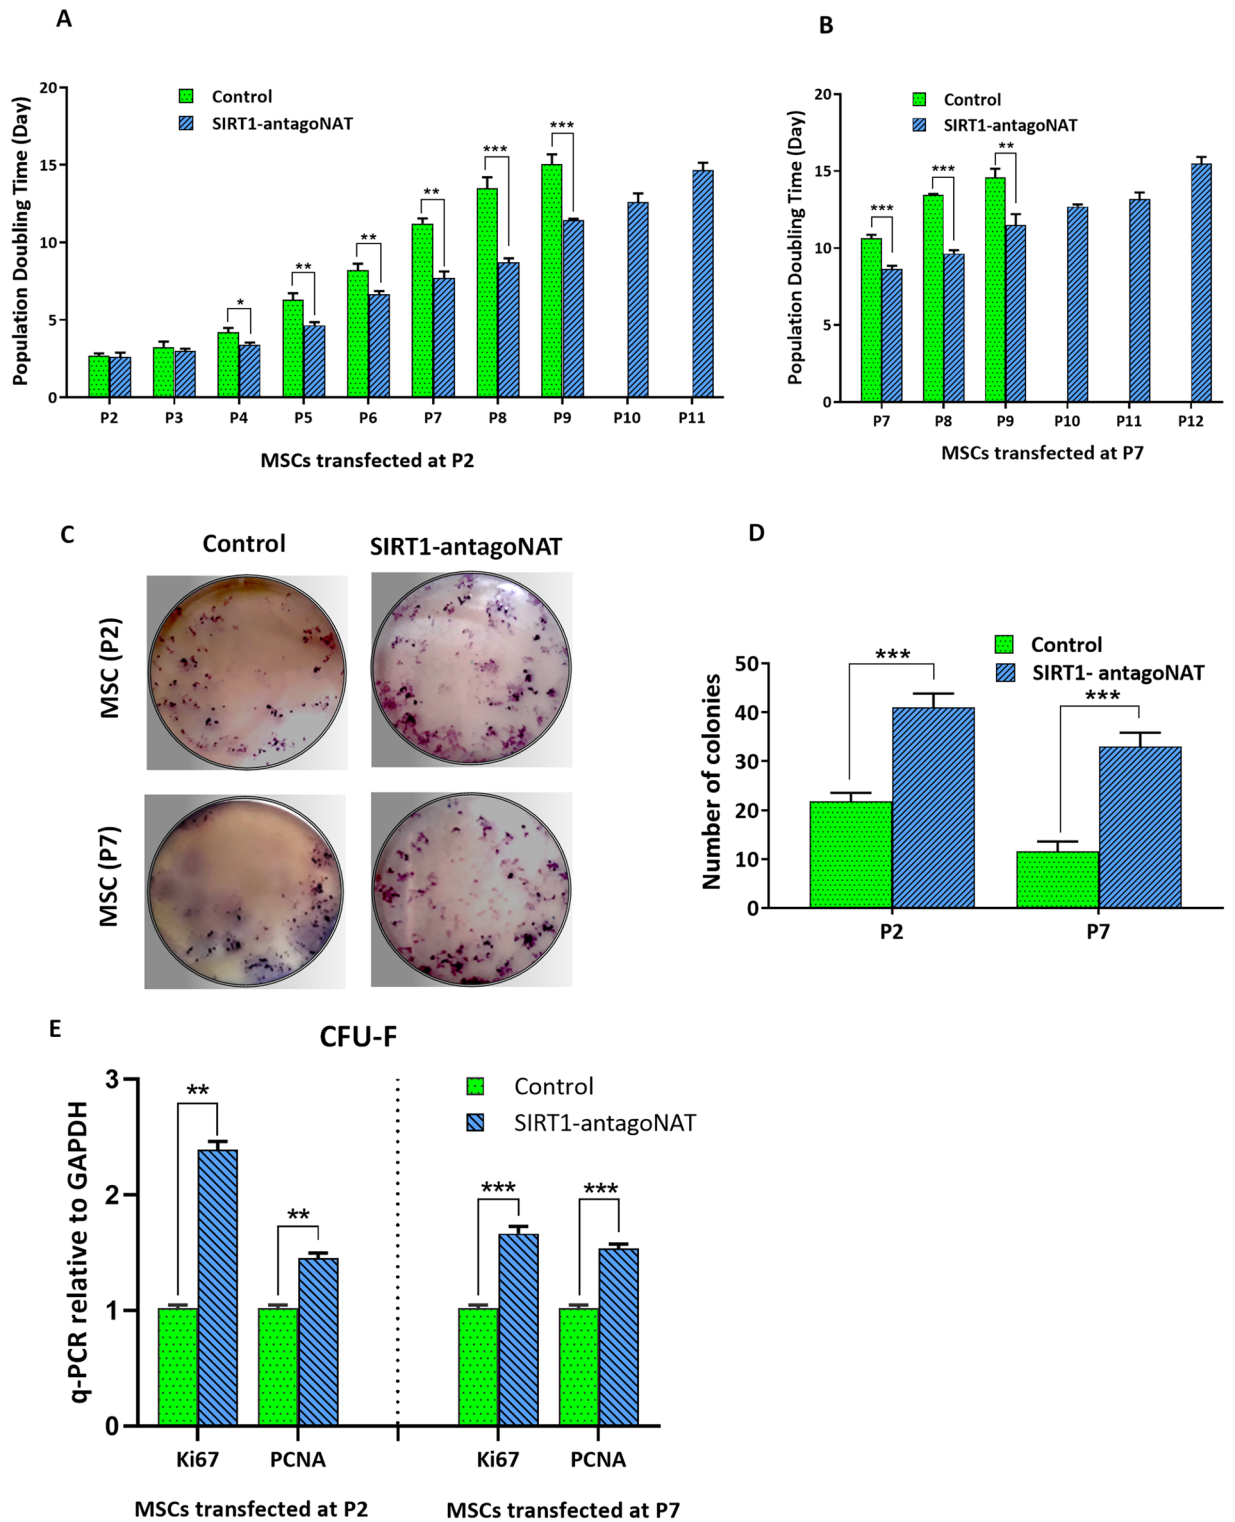 A
Control
SIRT1-antagoNAT
Population Doubling Time (Day)
20
15
10
5
0
*
**
**
**
***
***
P2 P3 P4 P5 P6 P7 P8 P9 P10 P11
MSCs transfected at P2
B
Control
SIRT1-antagoNAT
Population Doubling Time (Day)
20
15
10
5
0
***
***
**
P7 P8 P9 P10 P11 P12
MSCs transfected at P7
C
Control SIRT1-antagoNAT
MSC (P2)
MSC (P7)
D
Control
SIRT1- antagoNAT
Number of colonies
50
40
30
20
10
0
***
***
P2 P7
E
CFU-F
Control
SIRT1-antagoNAT
q-PCR relative to GAPDH
3
2
1
0
**
**
***
***
Ki67 PCNA Ki67 PCNA
MSCs transfected at P2 MSCs transfected at P7